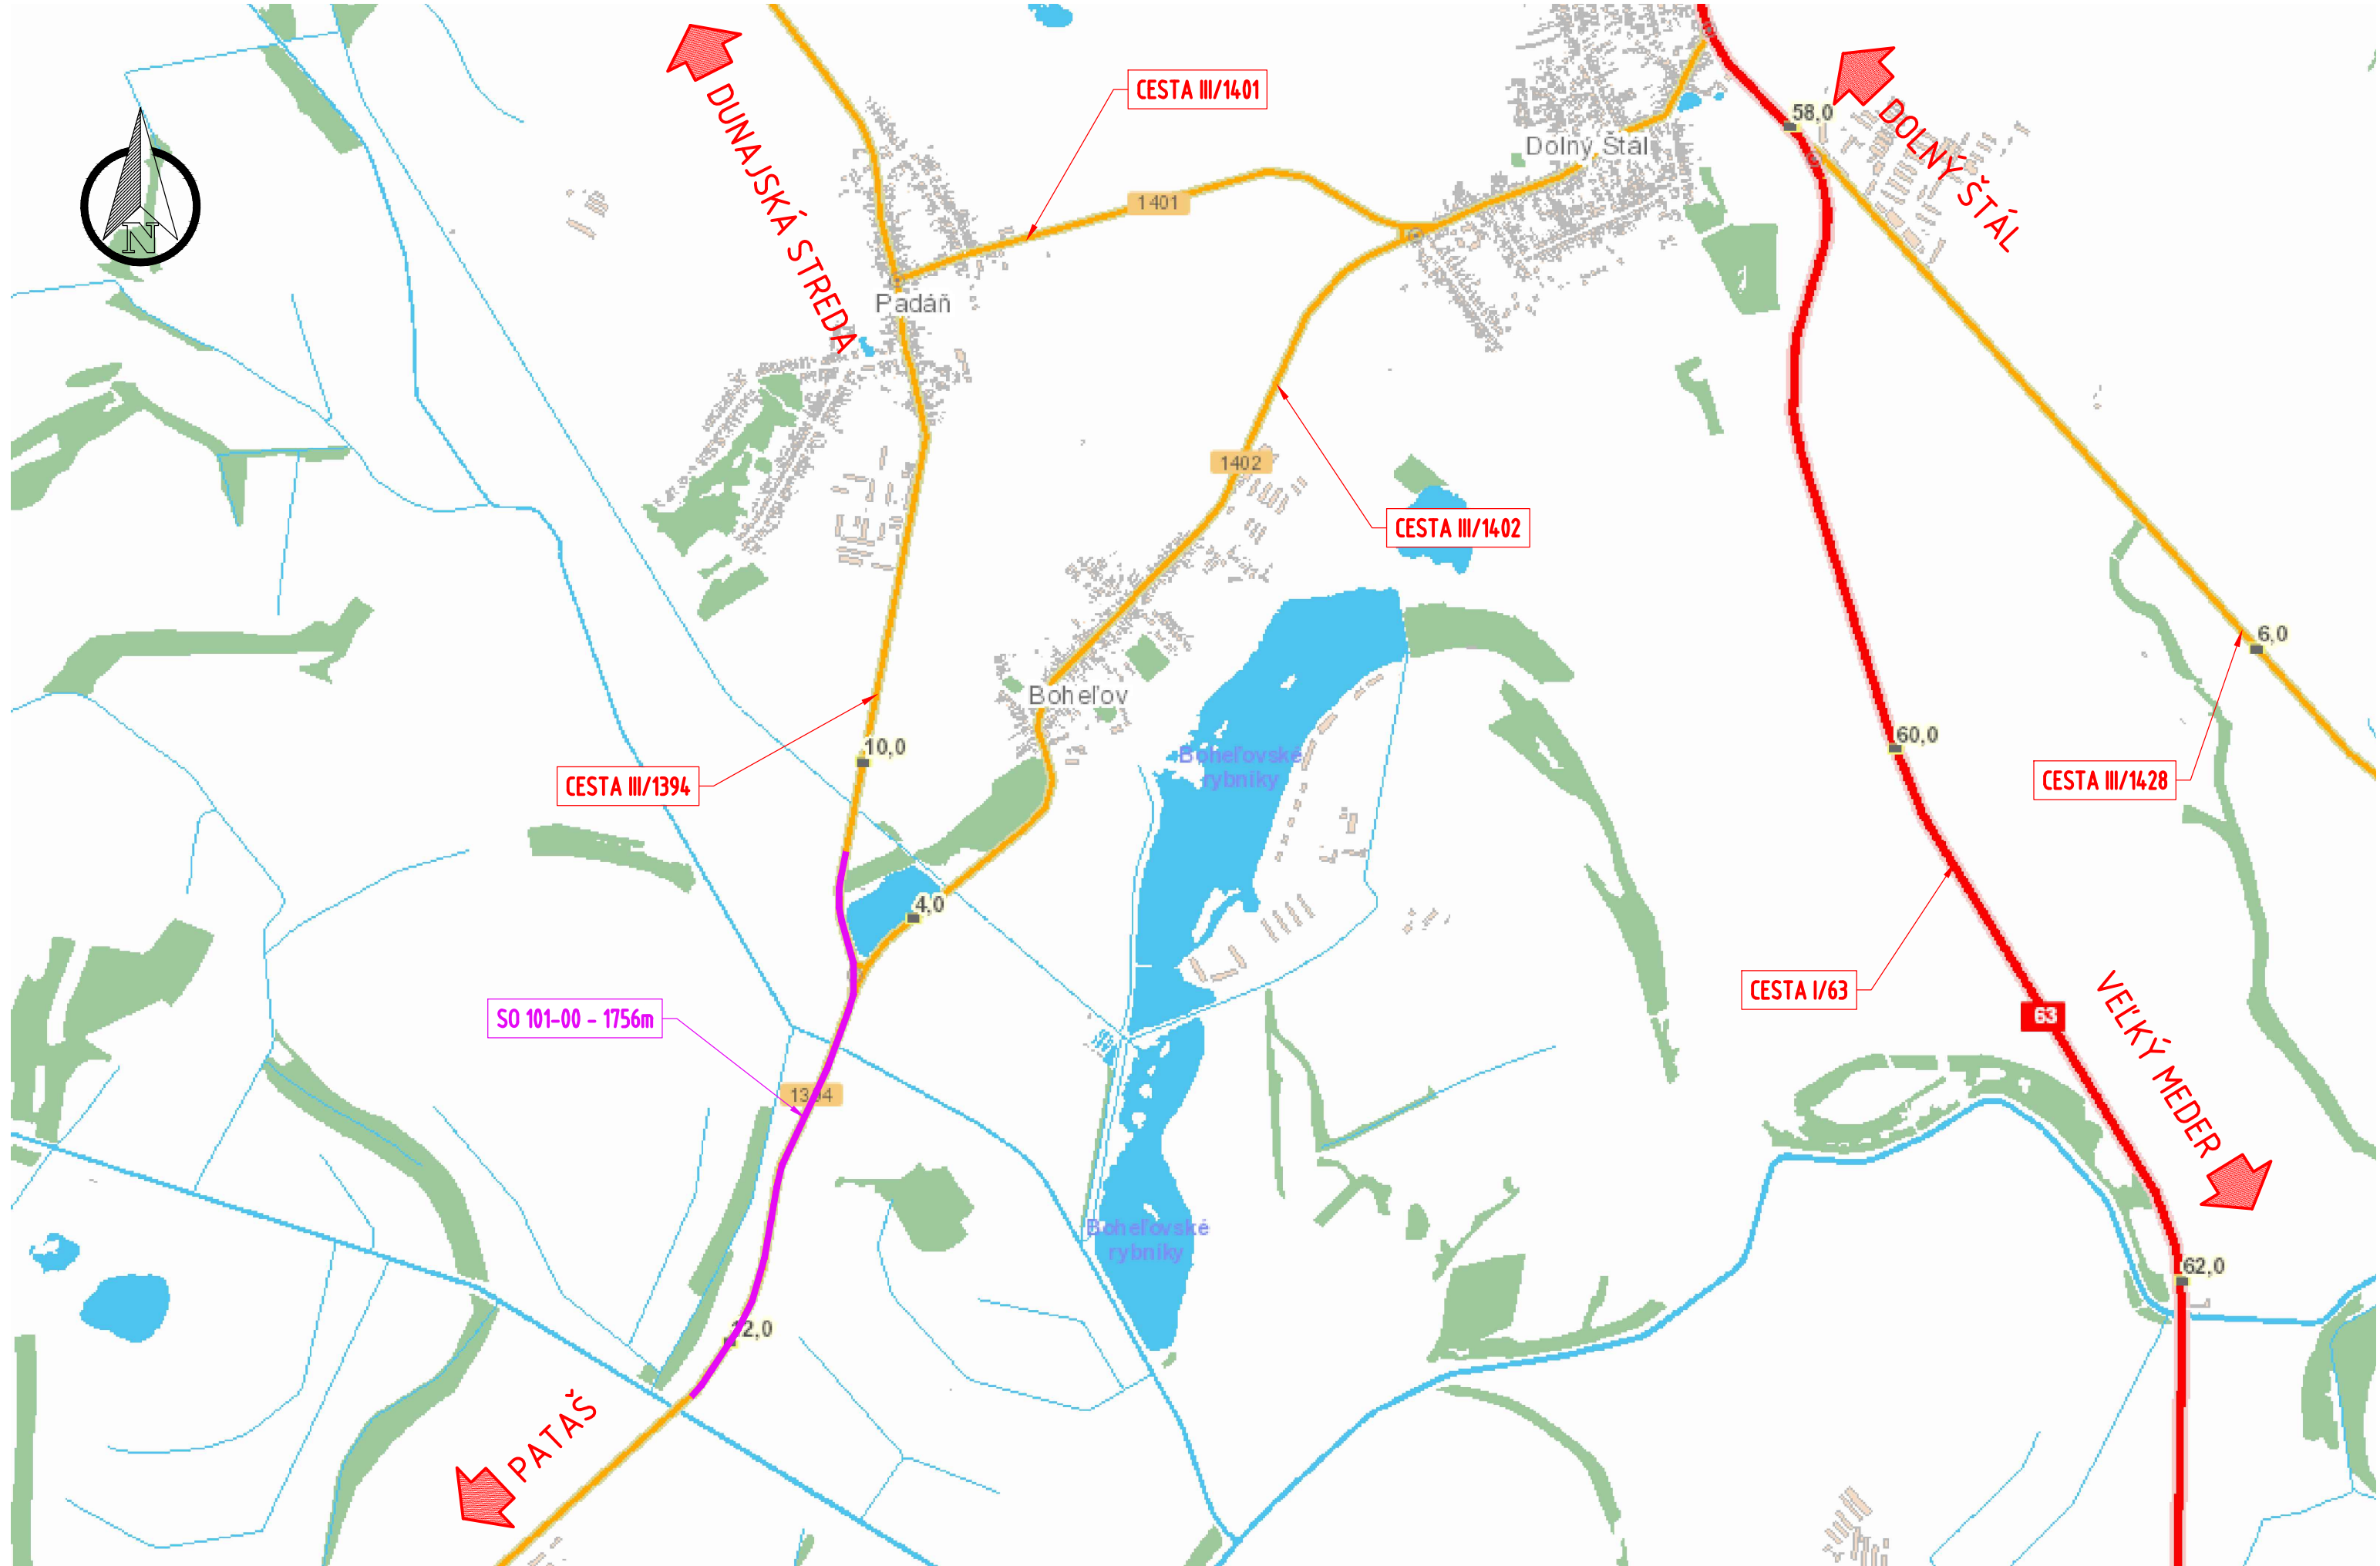 CESTA III/1401
58,0
DOLNÝ ŠTÁL
DUNAJSKÁ STREDA
Dolný Štál
N
1401
Padáň
1402
CESTA III/1402
6,0
Boheľov
60,0
10,0
Boheľovské
rybníky
CESTA III/1394
CESTA III/1428
4,0
CESTA I/63
SO 101-00 - 1756m
63
VEĽKÝ MEDER
1394
Boheľovské
rybníky
62,0
12,0
PATAŠ